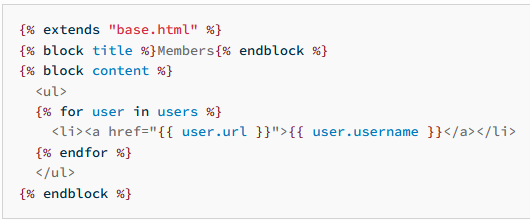 {% extends "base.html" %}
{% block title %}Members{% endblock %}
{% block content %}
  <ul>
  {% for user in users %}
    <li><a href="{{ user.url }}">{{ user.username }}</a></li>
  {% endfor %}
  </ul>
{% endblock %}